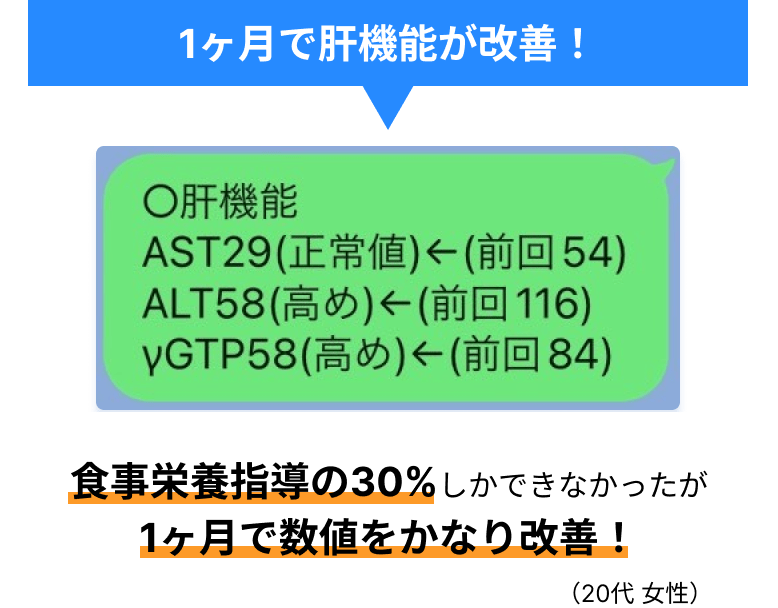 1ヶ月で肝機能が改善！
〇肝機能
AST29(正常値)←(前回54)
ALT58(高め)←(前回116)
γGTP58(高め)←(前回84)
食事栄養指導の30%しかできなかったが
1ヶ月で数値をかなり改善！
（20代 女性）